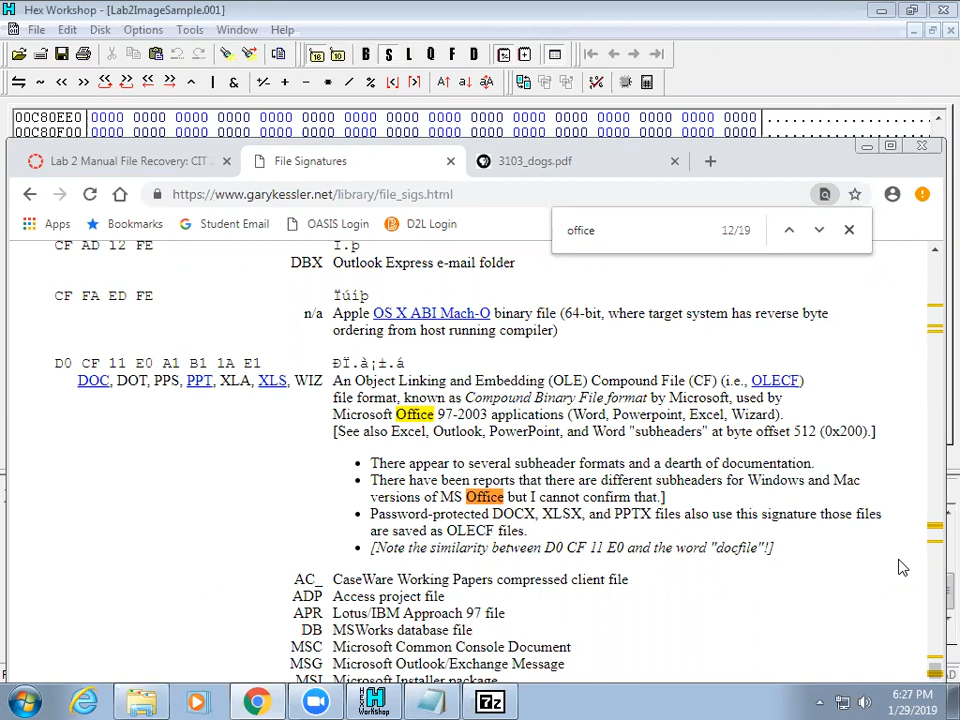 Hex Workshop - [Lab2ImageSample.001]
File Edit Disk Options Tools Window Help
B S L Q F D
00C80EE0 0000 0000 0000 0000 0000 0000 0000 0000 0000 0000 0000 0000 0000 0000 0000 0000
00C80F00 0000 0000 0000 0000 0000 0000 0000 0000 0000 0000 0000 0000 0000 0000 0000 0000
Lab 2 Manual File Recovery: CIT
File Signatures
3103_dogs.pdf
https://www.garykessler.net/library/file_sigs.html
Apps Bookmarks Student Email OASIS Login D2L Login
office 12/19
CF AD 12 FE Ï.þ
DBX Outlook Express e-mail folder
CF FA ED FE Ïúíþ
n/a Apple OS X ABI Mach-O binary file (64-bit, where target system has reverse byte
ordering from host running compiler)
D0 CF 11 E0 A1 B1 1A E1 ÐÏ.à¡±.á
DOC, DOT, PPS, PPT, XLA, XLS, WIZ An Object Linking and Embedding (OLE) Compound File (CF) (i.e., OLECF)
file format, known as Compound Binary File format by Microsoft, used by
Microsoft Office 97-2003 applications (Word, Powerpoint, Excel, Wizard).
[See also Excel, Outlook, PowerPoint, and Word "subheaders" at byte offset 512 (0x200).]
• There appear to several subheader formats and a dearth of documentation.
• There have been reports that there are different subheaders for Windows and Mac
versions of MS Office but I cannot confirm that.]
• Password-protected DOCX, XLSX, and PPTX files also use this signature those files
are saved as OLECF files.
• [Note the similarity between D0 CF 11 E0 and the word "docfile"!]
AC_ CaseWare Working Papers compressed client file
ADP Access project file
APR Lotus/IBM Approach 97 file
DB MSWorks database file
MSC Microsoft Common Console Document
MSG Microsoft Outlook/Exchange Message
MSI Microsoft Installer package
HEX Workshop
7z
6:27 PM
1/29/2019